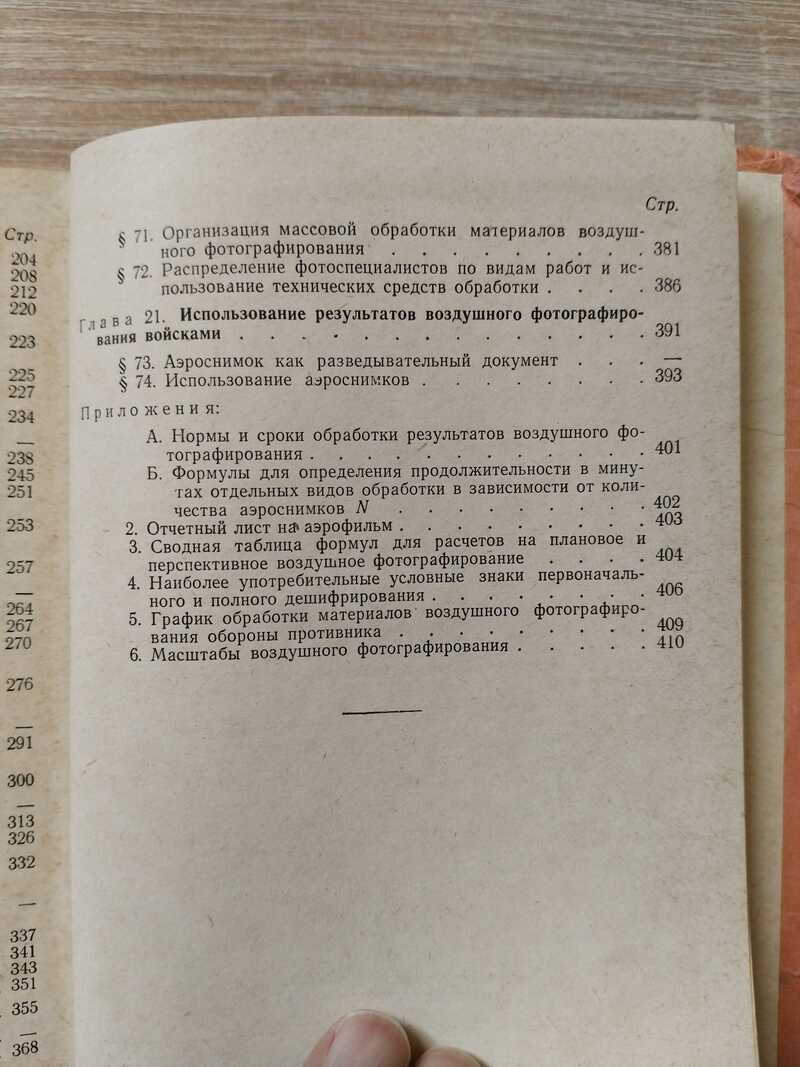 Стр.
204
208
212
220
223
225
227
234
—
238
245
251
253
257
—
264
267
270
276
—
291
300
—
313
326
332
—
337
341
343
351
355
—
368
Стр.
§ 71. Организация массовой обработки материалов воздуш-
ного фотографирования . . . . . . . . . 381
§ 72. Распределение фотоспециалистов по видам работ и ис-
пользование технических средств обработки . . . . 386
Глава 21. Использование результатов воздушного фотографиро-
вания войсками . . . . . . . . . . . . . . 391
§ 73. Аэроснимок как разведывательный документ . . . —
§ 74. Использование аэроснимков . . . . . . . . 393
Приложения:
А. Нормы и сроки обработки результатов воздушного фо-
тографирования . . . . . . . . . . . . 401
Б. Формулы для определения продолжительности в мину-
тах отдельных видов обработки в зависимости от коли-
чества аэроснимков N . . . . . . . . . 402
2. Отчетный лист на аэрофильм . . . . . . . . . 403
3. Сводная таблица формул для расчетов на плановое и
перспективное воздушное фотографирование . . . . 404
4. Наиболее употребительные условные знаки первоначаль-
ного и полного дешифрирования . . . . . . . . 406
5. График обработки материалов воздушного фотографиро-
вания обороны противника . . . . . . . . . 409
6. Масштабы воздушного фотографирования . . . . . 410